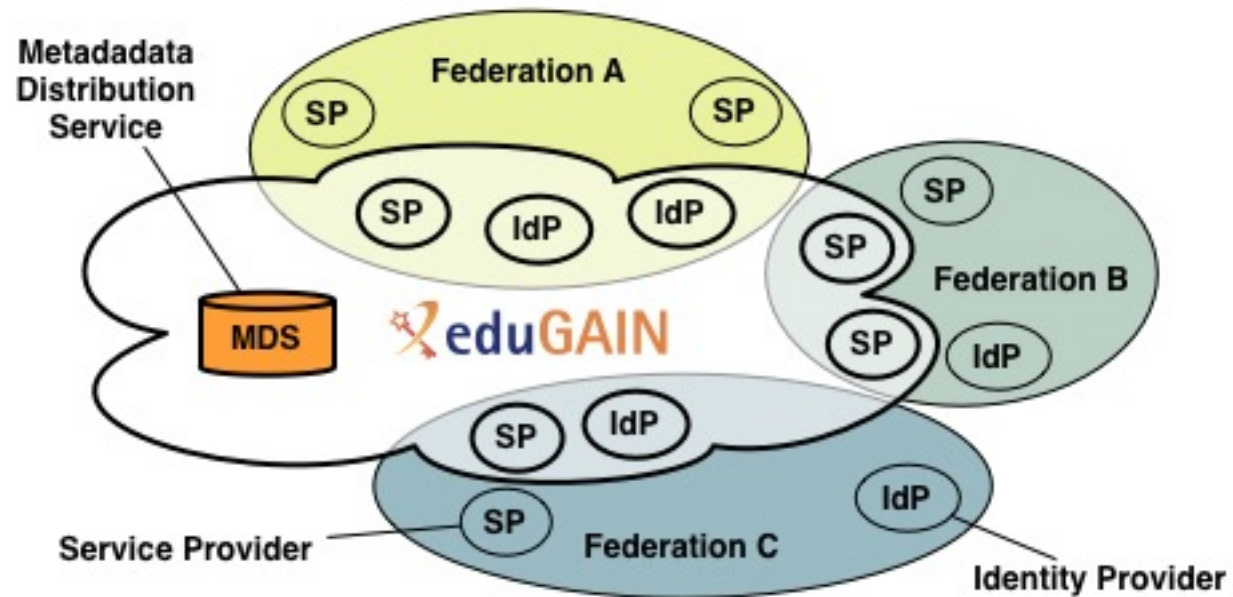 Metadadata
Distribution
Service
Federation A
SP
SP
SP
IdP
IdP
SP
SP
Federation B
SP
IdP
MDS
eduGAIN
SP
IdP
SP
IdP
Federation C
Service Provider
Identity Provider